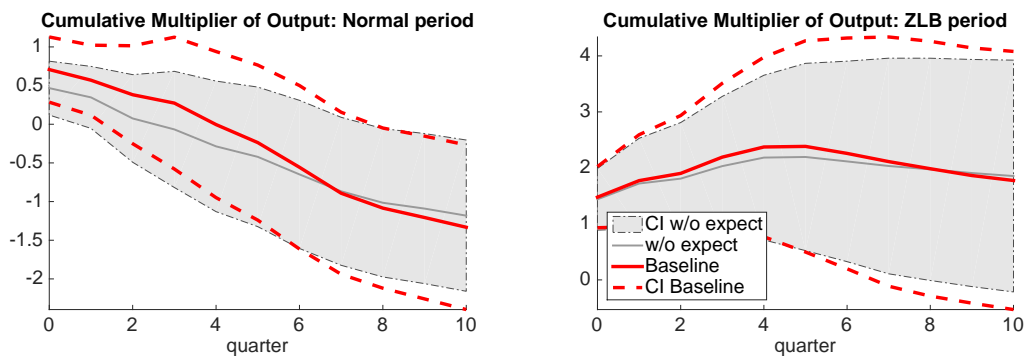 Cumulative Multiplier of Output: Normal period
1
0.5
0
-0.5
-1
-1.5
-2
0 2 4 6 8 10
quarter
Cumulative Multiplier of Output: ZLB period
4
3
2
1
0
CI w/o expect
w/o expect
Baseline
CI Baseline
0 2 4 6 8 10
quarter